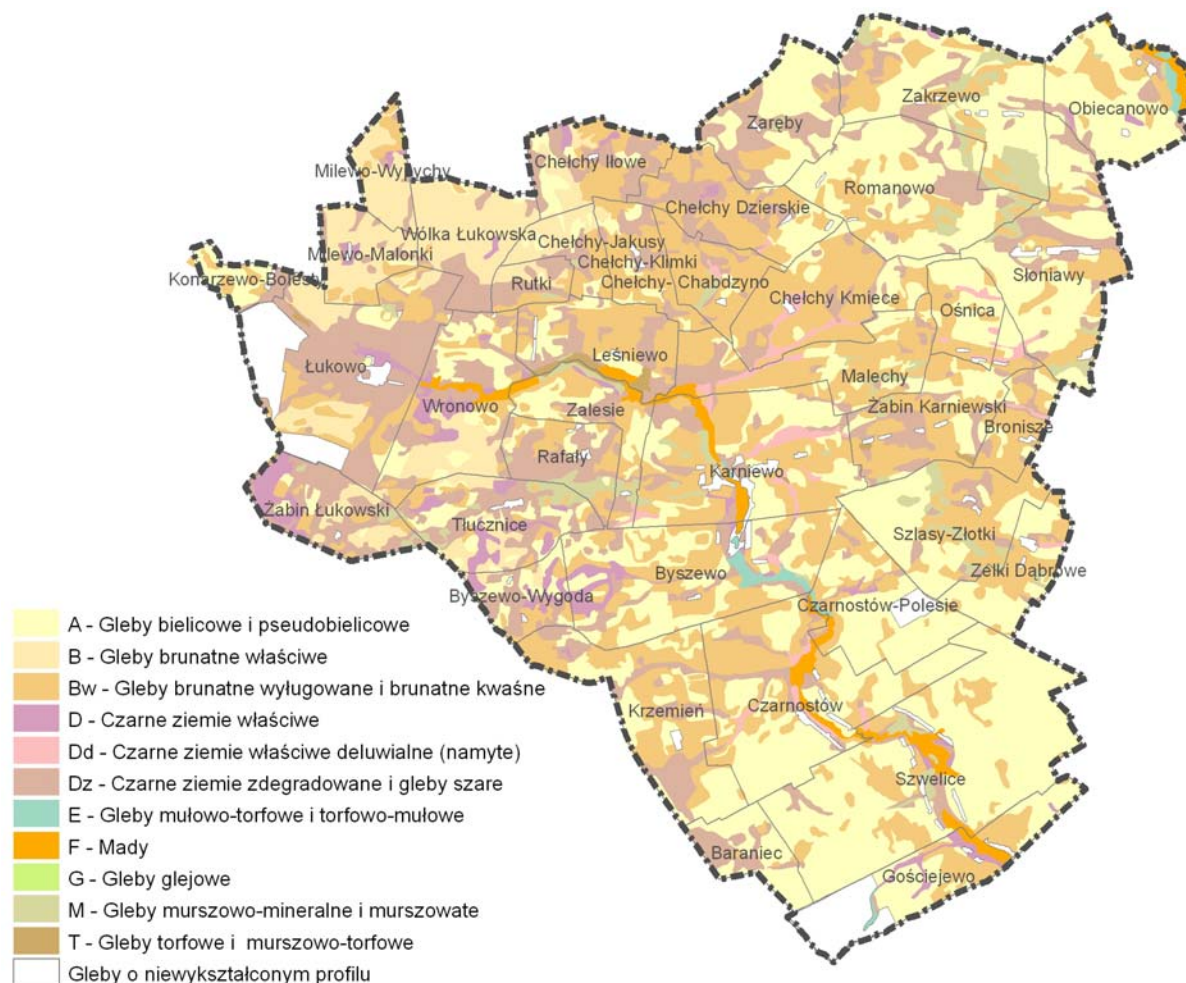 Zakrzewo
Obiecanowo
Zaręby
Chełchy Iłowe
Milewo-Wypychy
Romanowo
Chełchy Dzierskie
Wólka Łukowska
Chełchy-Jakusy
Milewo-Malonki
Chełchy-Klimki
Słoniawy
Konarzewo-Bolesty
Rutki
Chełchy- Chabdzyno
Chełchy Kmiece
Ośnica
Leśniewo
Łukowo
Malechy
Wronowo
Zalesie
Żabin Karniewski
Bronisze
Rafały
Karniewo
Żabin Łukowski
Tłucznice
Szlasy-Złotki
Byszewo
Zelki Dąbrowe
Byszewo-Wygoda
Czarnostów-Polesie
Krzemień
Czarnostów
Szwelice
Baraniec
Gościejewo
A - Gleby bielicowe i pseudobielicowe
B - Gleby brunatne właściwe
Bw - Gleby brunatne wyługowane i brunatne kwaśne
D - Czarne ziemie właściwe
Dd - Czarne ziemie właściwe deluwialne (namyte)
Dz - Czarne ziemie zdegradowane i gleby szare
E - Gleby mułowo-torfowe i torfowo-mułowe
F - Mady
G - Gleby glejowe
M - Gleby murszowo-mineralne i murszowate
T - Gleby torfowe i murszowo-torfowe
Gleby o niewykształconym profilu